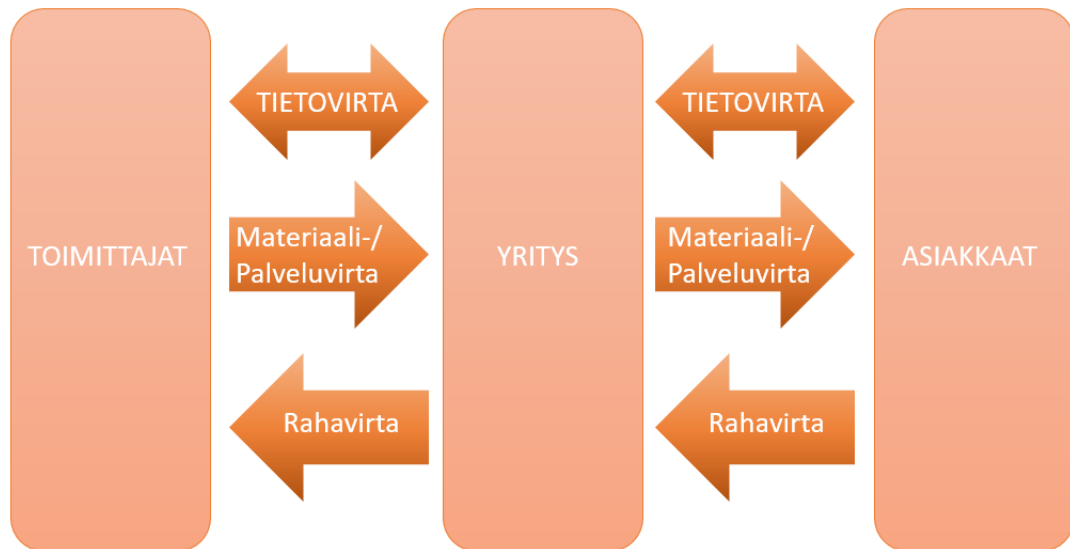 TIETOVIRTA
TIETOVIRTA
TOIMITTAJAT
Materiaali-/
Palveluvirta
YRITYS
Materiaali-/
Palveluvirta
ASIAKKAAT
Rahavirta
Rahavirta